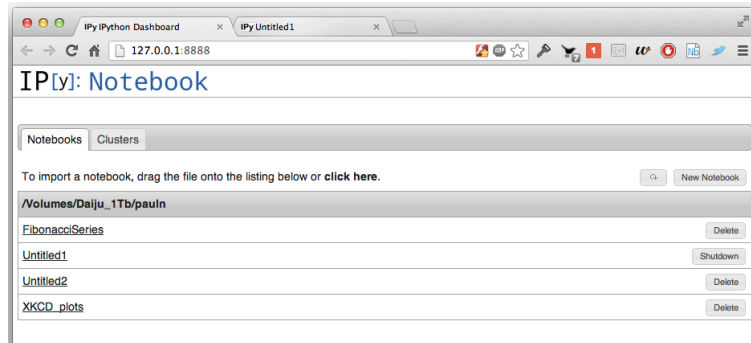 IPy IPython Dashboard IPy Untitled1
127.0.0.1:8888
IP[y]: Notebook
Notebooks Clusters
To import a notebook, drag the file onto the listing below or click here. New Notebook
/Volumes/Daiju_1Tb/pauln
FibonacciSeries Delete
Untitled1 Shutdown
Untitled2 Delete
XKCD_plots Delete